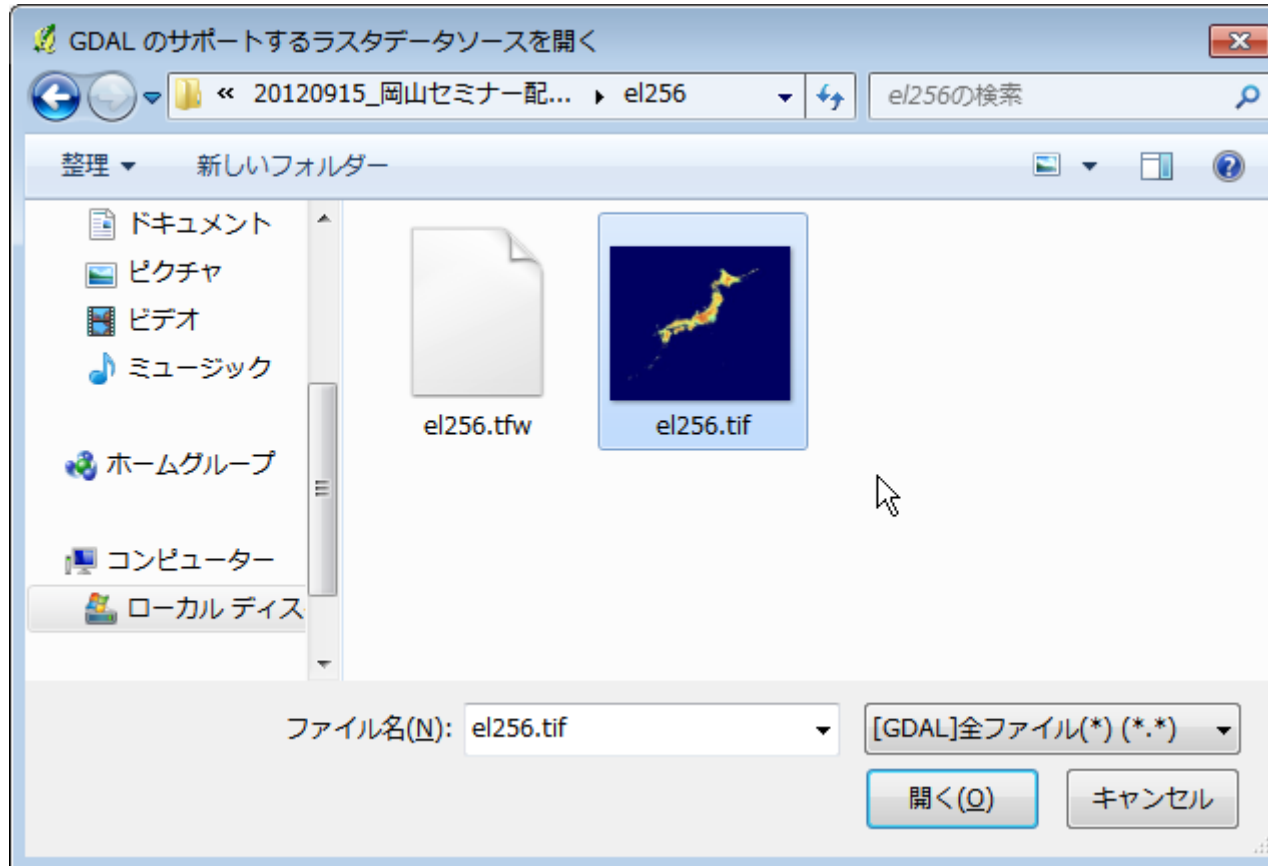 GDAL のサポートするラスタデータソースを開く
« 20120915_岡山セミナー配... ▸ el256
el256の検索
整理 新しいフォルダー
ドキュメント
ピクチャ
ビデオ
ミュージック
ホームグループ
コンピューター
ローカル ディス
el256.tfw
el256.tif
ファイル名(N): el256.tif
[GDAL]全ファイル(*) (*.*)
開く(O) キャンセル